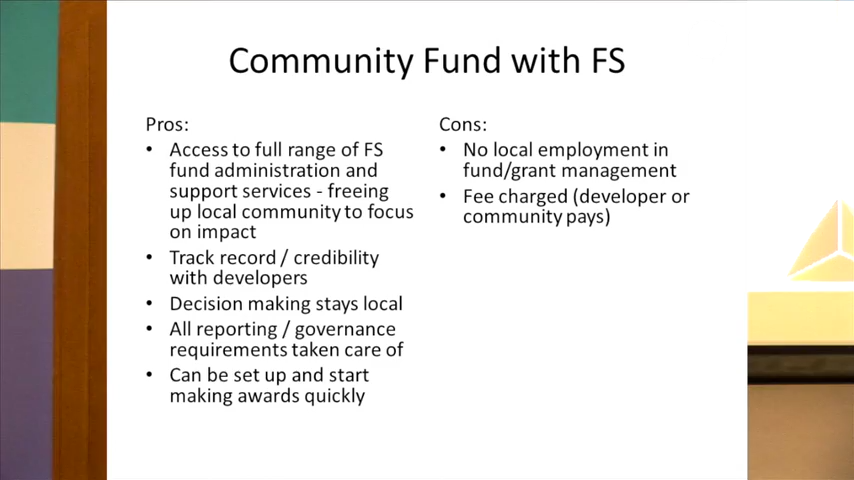 Community Fund with FS
Pros:
• Access to full range of FS
fund administration and
support services - freeing
up local community to focus
on impact
• Track record / credibility
with developers
• Decision making stays local
• All reporting / governance
requirements taken care of
• Can be set up and start
making awards quickly
Cons:
• No local employment in
fund/grant management
• Fee charged (developer or
community pays)